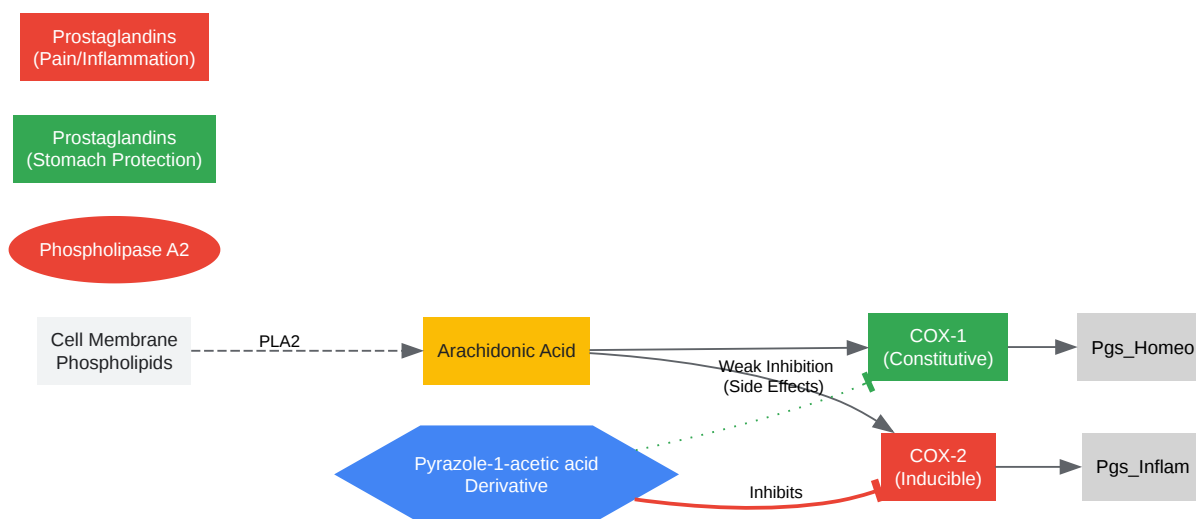 Prostaglandins
(Pain/Inflammation)
Prostaglandins
(Stomach Protection)
Phospholipase A2
Cell Membrane
Phospholipids
PLA2
Arachidonic Acid
Weak Inhibition
(Side Effects)
COX-1
(Constitutive)
Pgs_Homeo
Pyrazole-1-acetic acid
Derivative
Inhibits
COX-2
(Inducible)
Pgs_Inflam